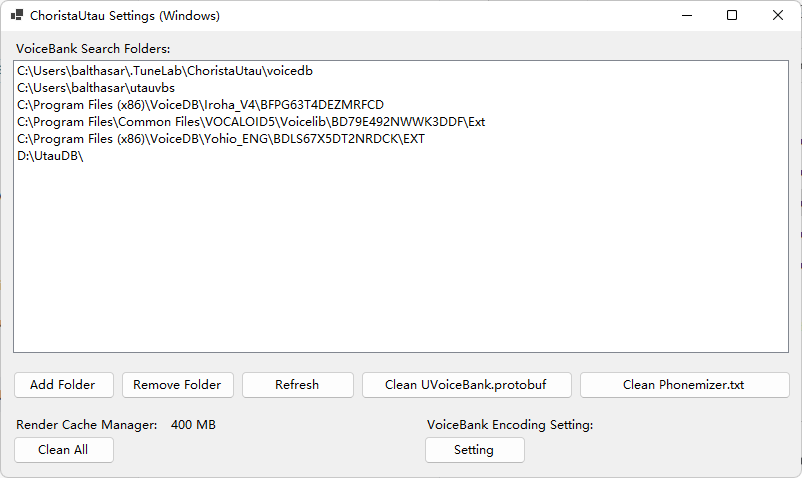 ChoristaUtau Settings (Windows)
VoiceBank Search Folders:
C:\Users\balthasar\.TuneLab\ChoristaUtau\voicedb
C:\Users\balthasar\utauvbs
C:\Program Files (x86)\VoiceDB\Iroha_V4\BFPG63T4DEZMRFCD
C:\Program Files\Common Files\VOCALOID5\Voicelib\BD79E492NWWK3DDF\Ext
C:\Program Files (x86)\VoiceDB\Yohio_ENG\BDLS67X5DT2NRDCK\EXT
D:\UtauDB\
Add Folder Remove Folder Refresh Clean UVoiceBank.protobuf Clean Phonemizer.txt
Render Cache Manager: 400 MB VoiceBank Encoding Setting:
Clean All Setting